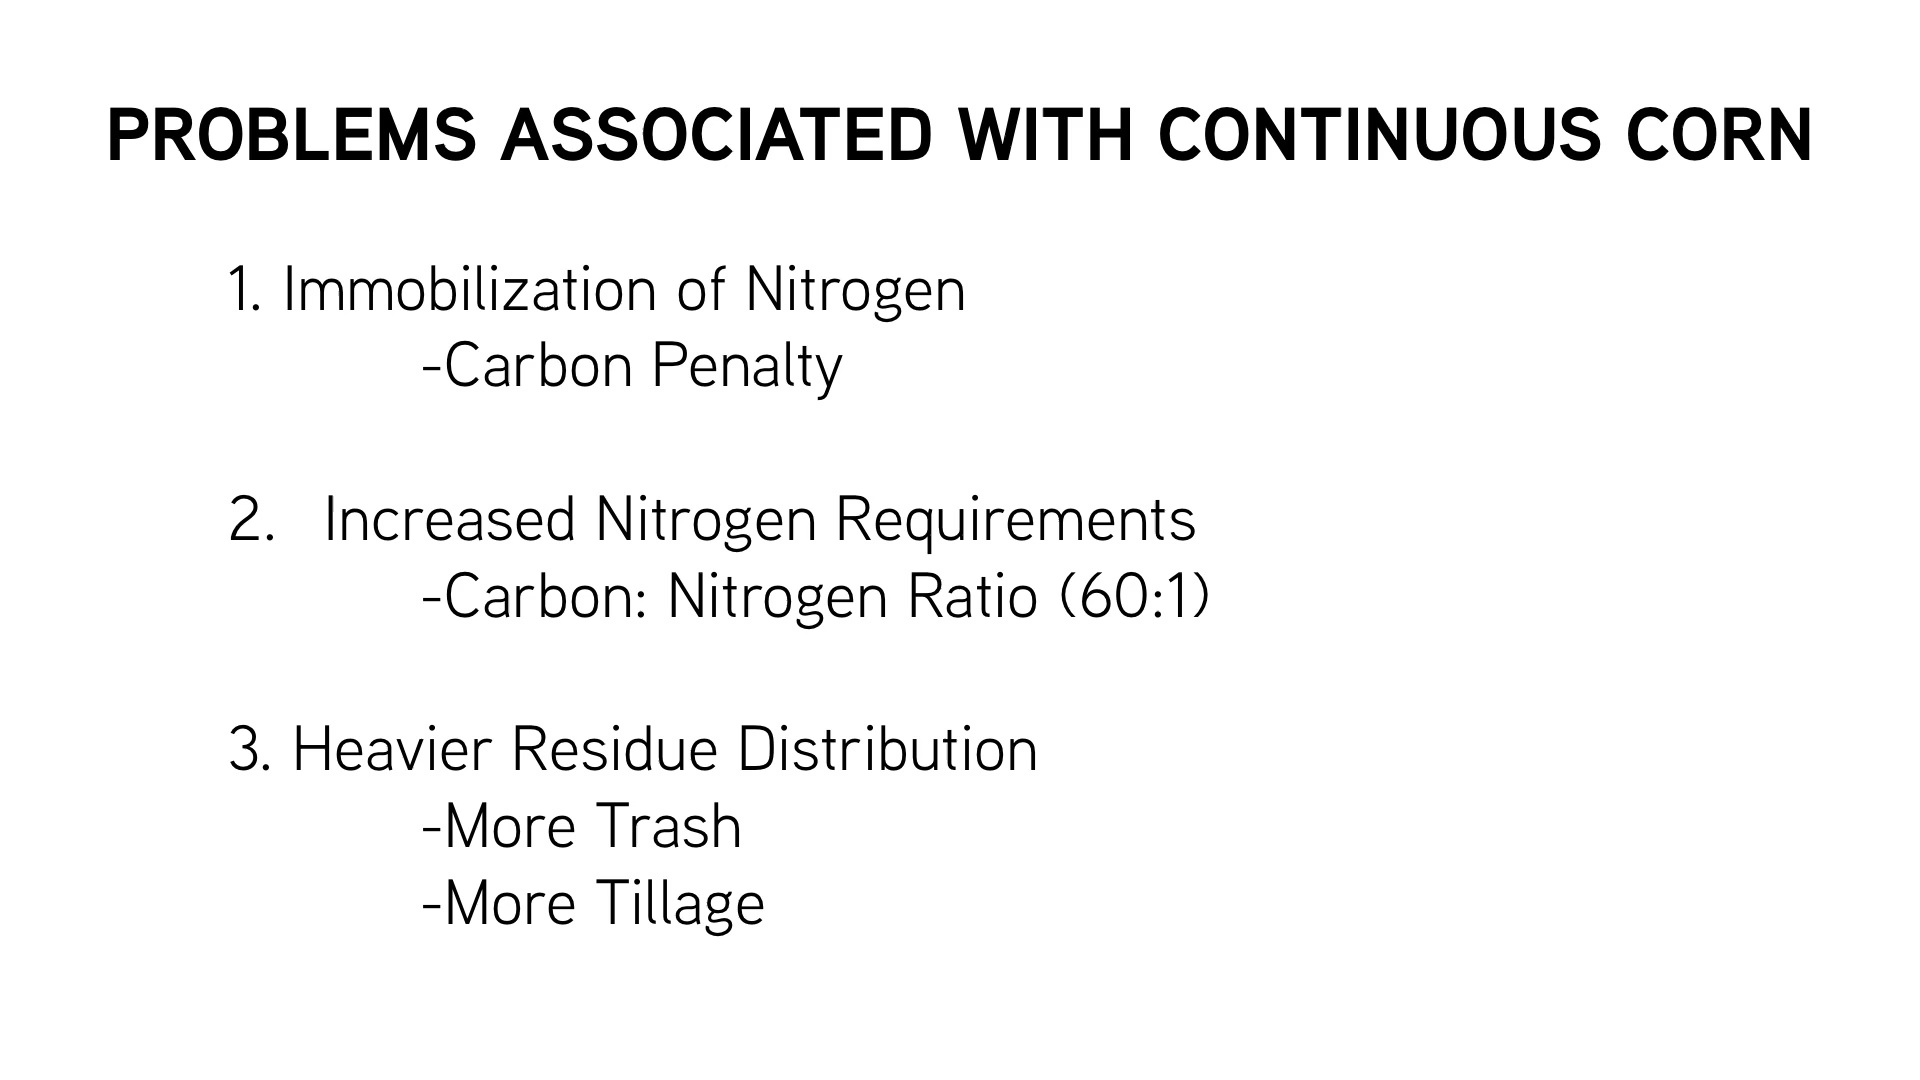 PROBLEMS ASSOCIATED WITH CONTINUOUS CORN
1. Immobilization of Nitrogen
-Carbon Penalty
2. Increased Nitrogen Requirements
-Carbon: Nitrogen Ratio (60:1)
3. Heavier Residue Distribution
-More Trash
-More Tillage